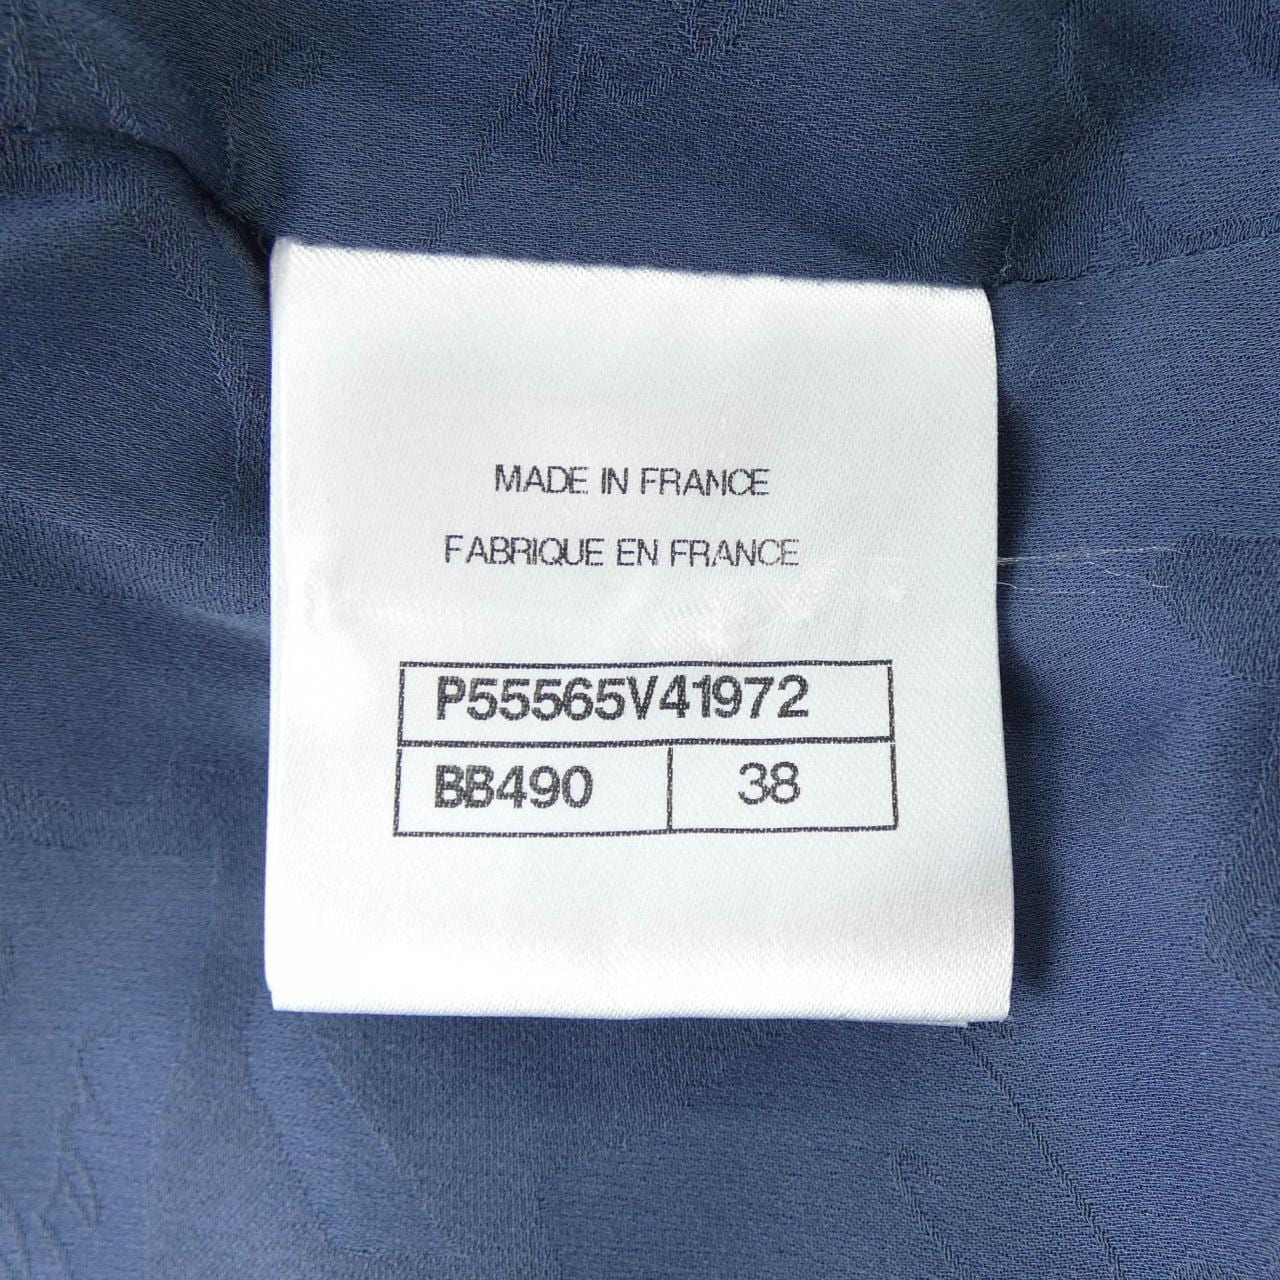 MADE IN FRANCE
FABRIQUE EN FRANCE
P55565V41972
BB490 38